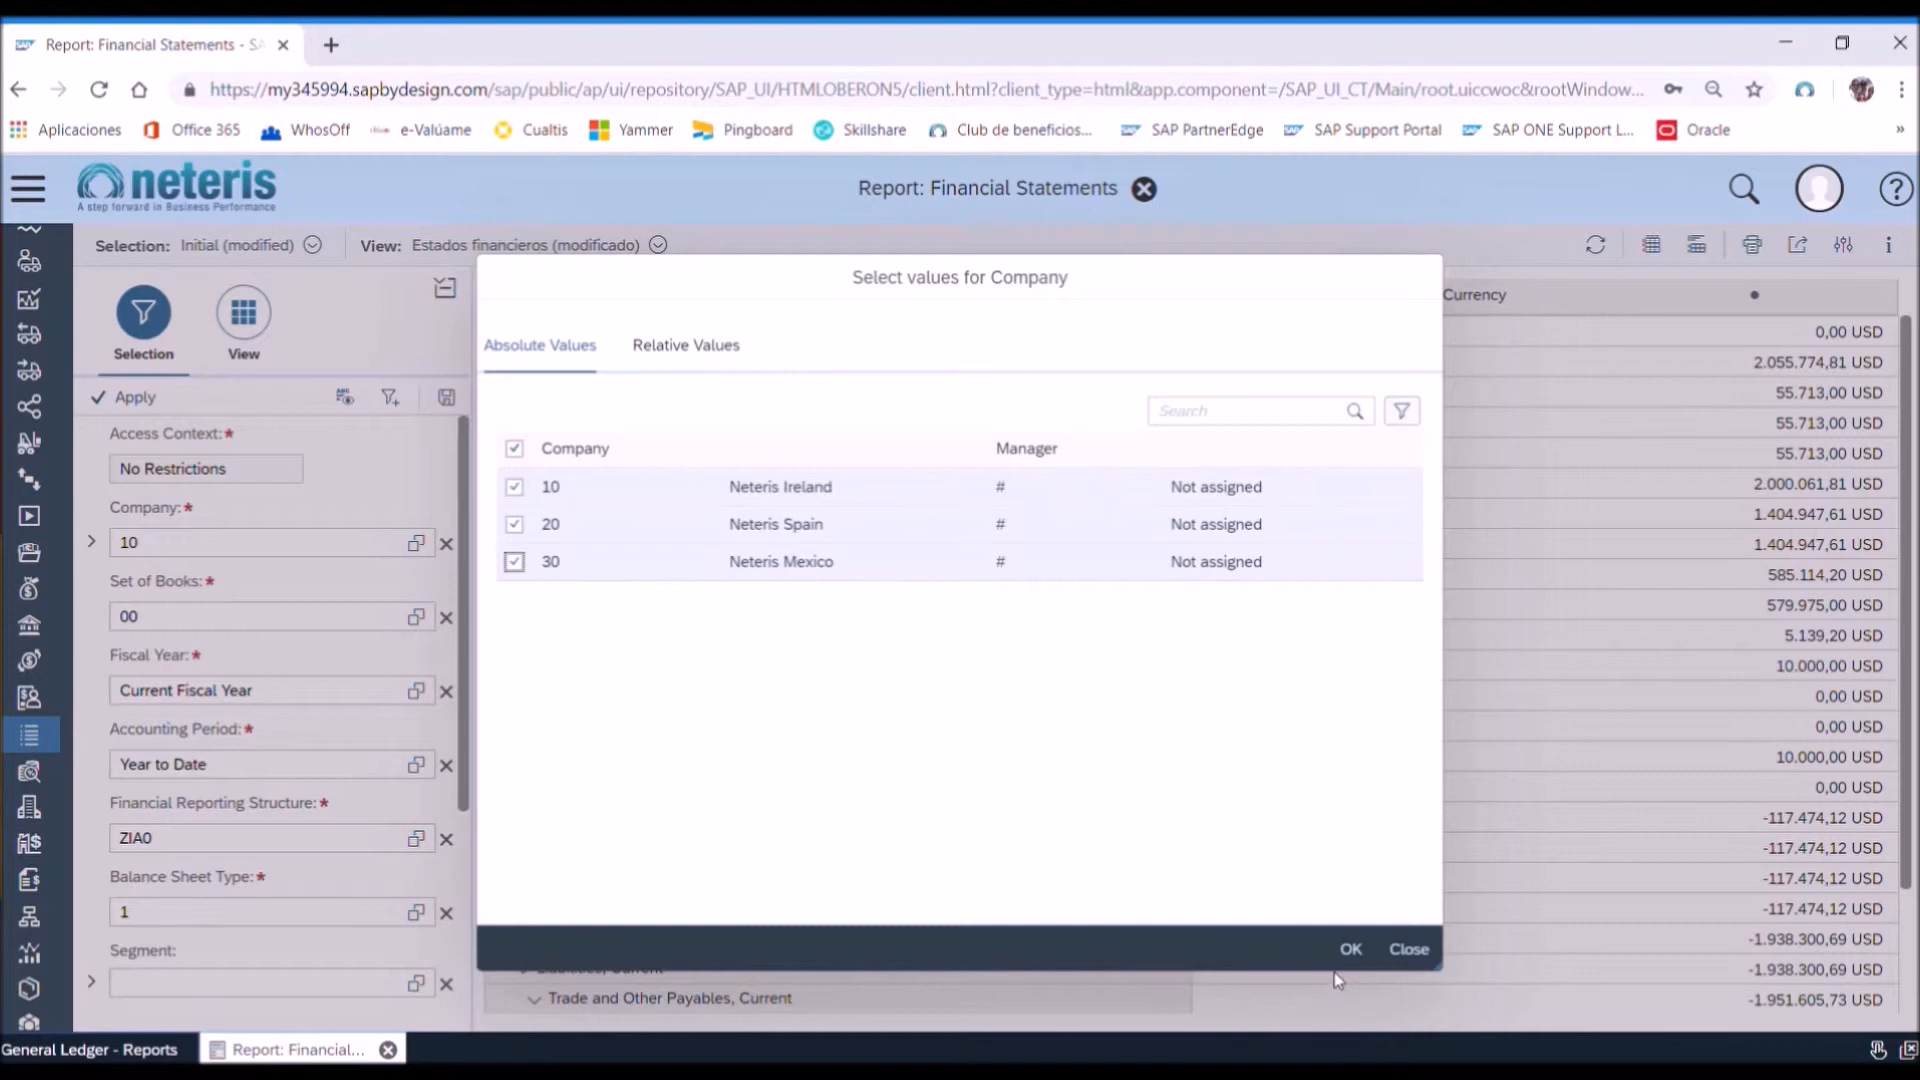 Report: Financial Statements - SA
https://my345994.sapbydesign.com/sap/public/ap/ui/repository/SAP_UI/HTMLOBERON5/client.html?client_type=html&app.component=/SAP_UI_CT/Main/root.uiccwoc&rootWindow...
Aplicaciones Office 365 WhosOff e-Valúame Cualtis Yammer Pingboard Skillshare Club de beneficios... SAP PartnerEdge SAP Support Portal SAP ONE Support L... Oracle »
neteris
A step forward in Business Performance
Report: Financial Statements
Selection: Initial (modified) View: Estados financieros (modificado)
Selection View
Apply
Access Context:*
No Restrictions
Company:*
10
Set of Books:*
00
Fiscal Year:*
Current Fiscal Year
Accounting Period:*
Year to Date
Financial Reporting Structure:*
ZIA0
Balance Sheet Type:*
1
Segment:
Select values for Company
Absolute Values Relative Values
Search
Company Manager
10 Neteris Ireland # Not assigned
20 Neteris Spain # Not assigned
30 Neteris Mexico # Not assigned
OK Close
Trade and Other Payables, Current
Currency
0,00 USD
2.055.774,81 USD
55.713,00 USD
55.713,00 USD
55.713,00 USD
2.000.061,81 USD
1.404.947,61 USD
1.404.947,61 USD
585.114,20 USD
579.975,00 USD
5.139,20 USD
10.000,00 USD
0,00 USD
0,00 USD
10.000,00 USD
0,00 USD
-117.474,12 USD
-117.474,12 USD
-117.474,12 USD
-117.474,12 USD
-1.938.300,69 USD
-1.938.300,69 USD
-1.951.605,73 USD
General Ledger - Reports Report: Financial...